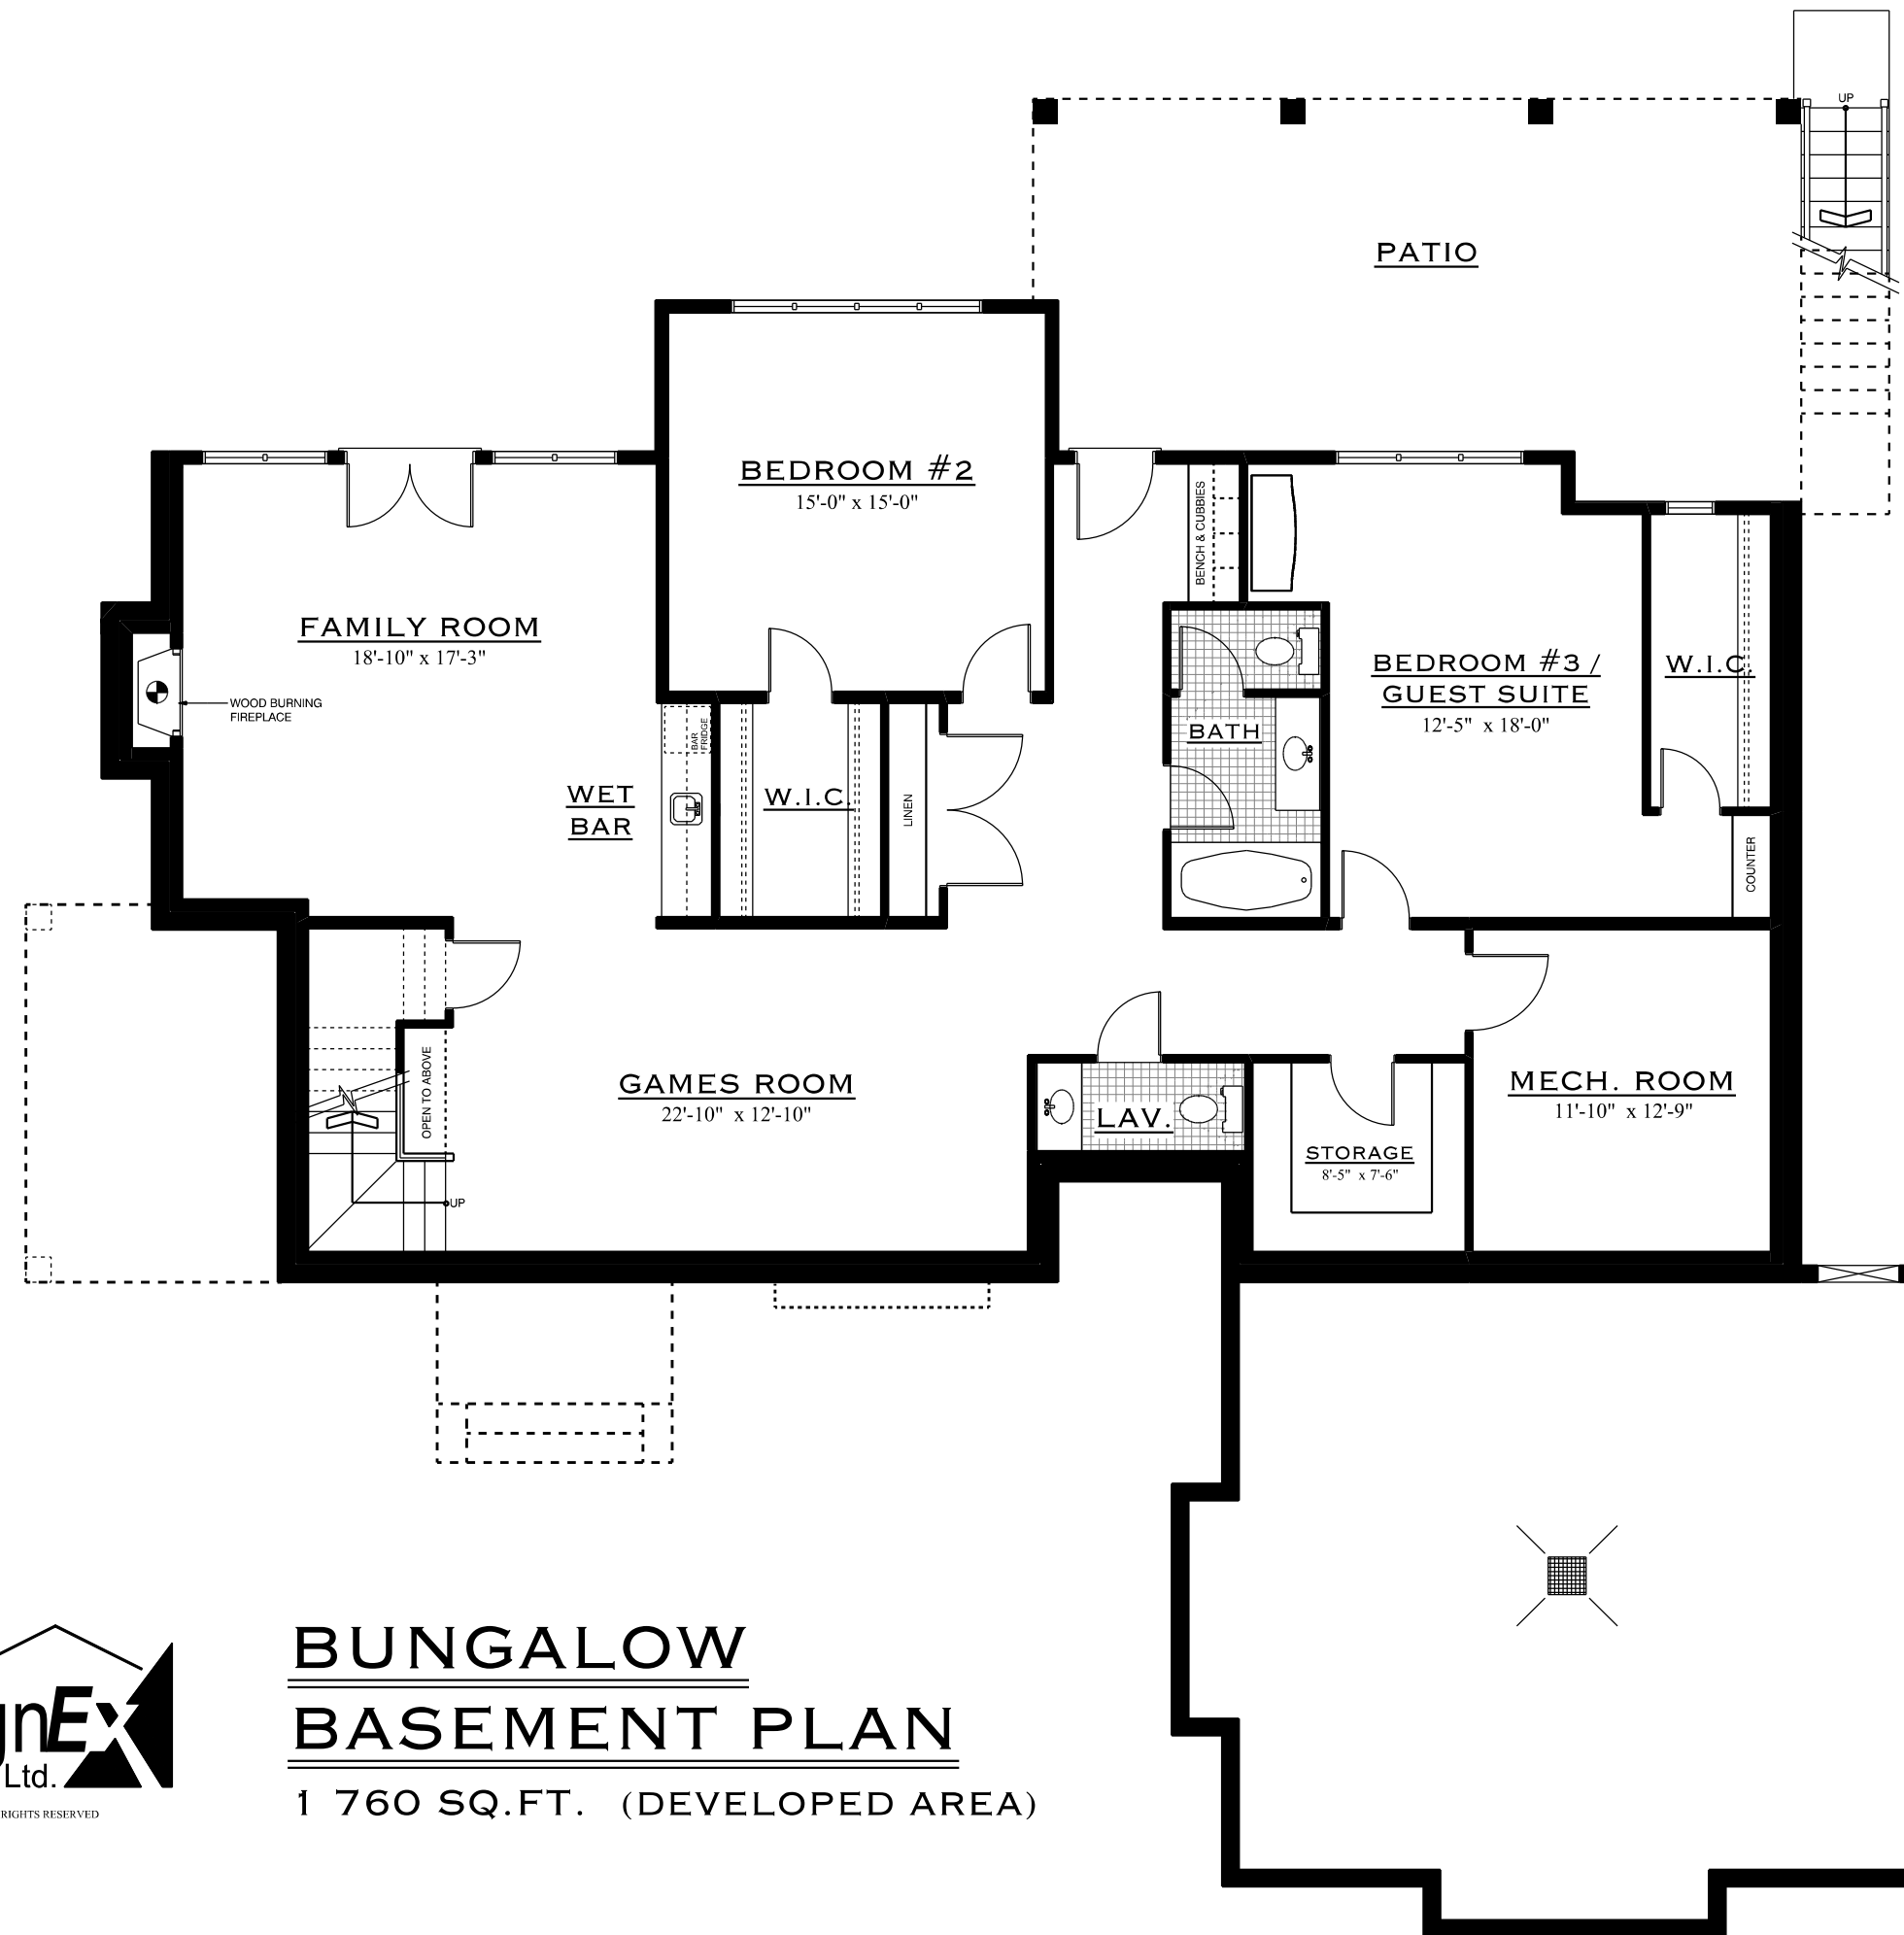 UP
PATIO
BEDROOM #2
15'-0" x 15'-0"
BENCH & CUBBIES
FAMILY ROOM
18'-10" x 17'-3"
WOOD BURNING
FIREPLACE
BEDROOM #3 /
GUEST SUITE
12'-5" x 18'-0"
W.I.C.
BAR
FRIDGE
BATH
WET
BAR
W.I.C.
LINEN
COUNTER
OPEN TO ABOVE
GAMES ROOM
22'-10" x 12'-10"
LAV.
MECH. ROOM
11'-10" x 12'-9"
STORAGE
8'-5" x 7'-6"
UP
BUNGALOW
BASEMENT PLAN
1 760 SQ.FT. (DEVELOPED AREA)
gnEX
Ltd.
RIGHTS RESERVED